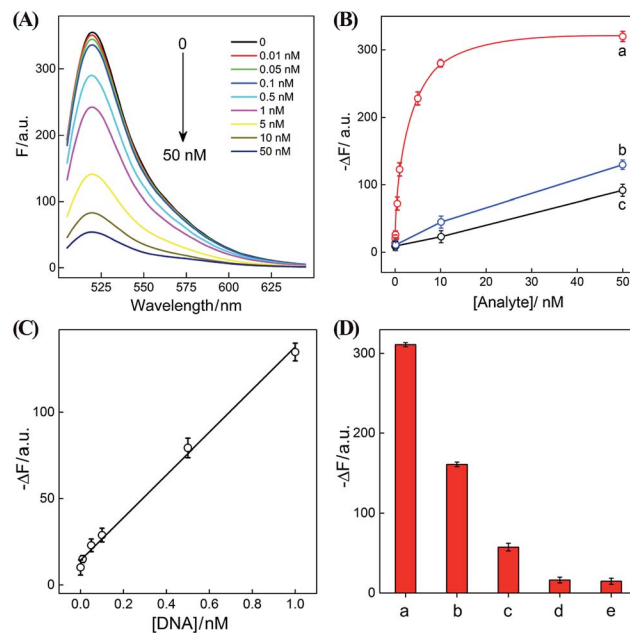 (A)
F/a.u.
300
200
100
0
525
550
575
600
625
Wavelength/nm
0
50 nM
0
0.01 nM
0.05 nM
0.1 nM
0.5 nM
1 nM
5 nM
10 nM
50 nM
(B)
-ΔF/ a.u.
300
200
100
0
0
10
20
30
40
50
[Analyte]/ nM
a
b
c
(C)
-ΔF/a.u.
100
50
0
0.0
0.2
0.4
0.6
0.8
1.0
[DNA]/nM
(D)
-ΔF/a.u.
300
200
100
0
a
b
c
d
e